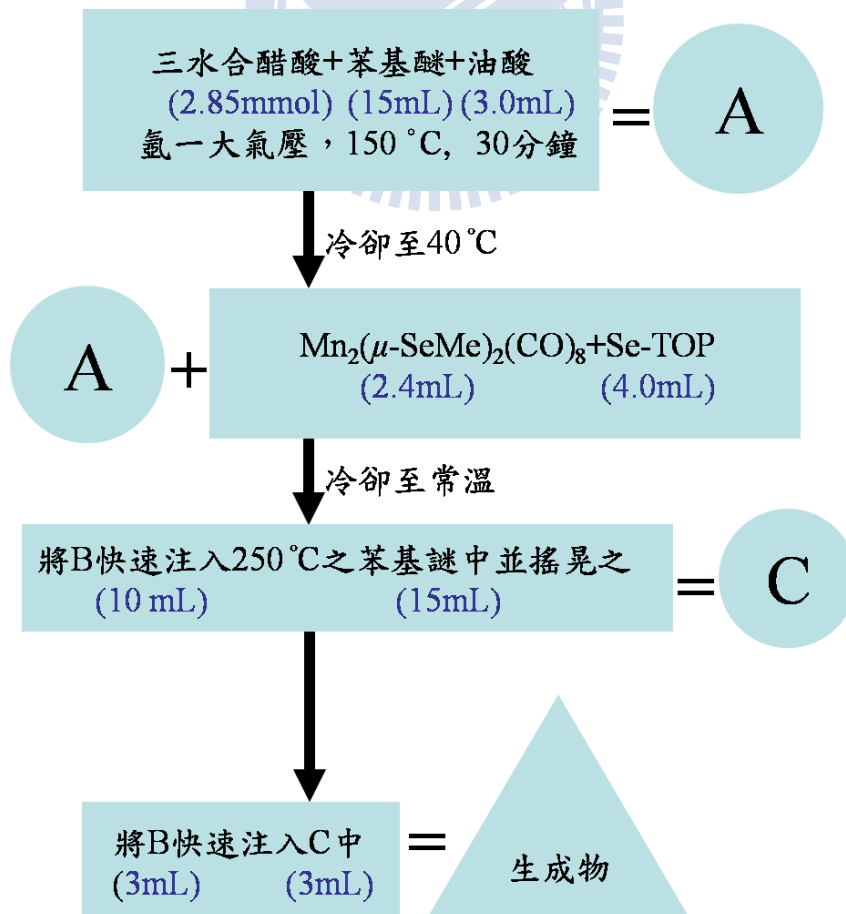 三水合醋酸+苯基醚+油酸
(2.85mmol) (15mL) (3.0mL)
氬一大氣壓，150°C, 30分鐘
= A
冷卻至40°C
A + Mn₂(μ-SeMe)₂(CO)₈+Se-TOP
(2.4mL) (4.0mL)
冷卻至常溫
將B快速注入250°C之苯基謎中並搖晃之
(10 mL) (15mL)
= C
將B快速注入C中
(3mL) (3mL)
= 生成物